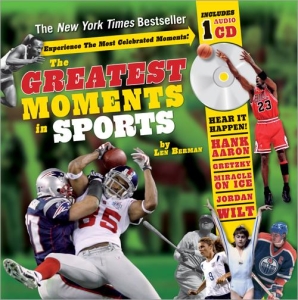 The New York Times Bestseller
INCLUDES
1 AUDIO
CD
Experience The Most Celebrated Moments!
The
GREATEST
MOMENTS
in SPORTS
by
Len Berman
23
HEAR IT
HAPPEN!
HANK
AARON
GRETZKY
MIRACLE
ON ICE
JORDAN
WILT
85
9